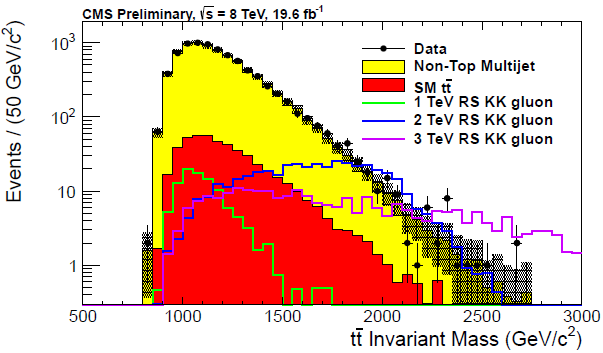 CMS Preliminary, √s = 8 TeV, 19.6 fb⁻¹
Events / (50 GeV/c²)
10³
10²
10
1
Data
Non-Top Multijet
SM tt̄
1 TeV RS KK gluon
2 TeV RS KK gluon
3 TeV RS KK gluon
500 1000 1500 2000 2500 3000
tt̄ Invariant Mass (GeV/c²)